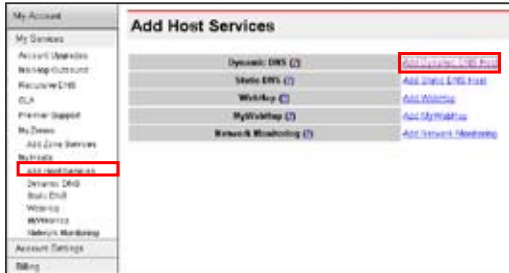 My Account
My Services
Account Upgrades
MailHop Outbound
Recursive DNS
SLA
Premier Support
My Zones
Add Zone Services
My Hosts
Add Host Services
Dynamic DNS
Static DNS
WebHop
MyWebHop
Network Monitoring
Account Settings
Billing
Add Host Services
Dynamic DNS (?) Add Dynamic DNS Host
Static DNS (?) Add Static DNS Host
WebHop (?) Add WebHop
MyWebHop (?) Add MyWebHop
Network Monitoring (?) Add Network Monitoring